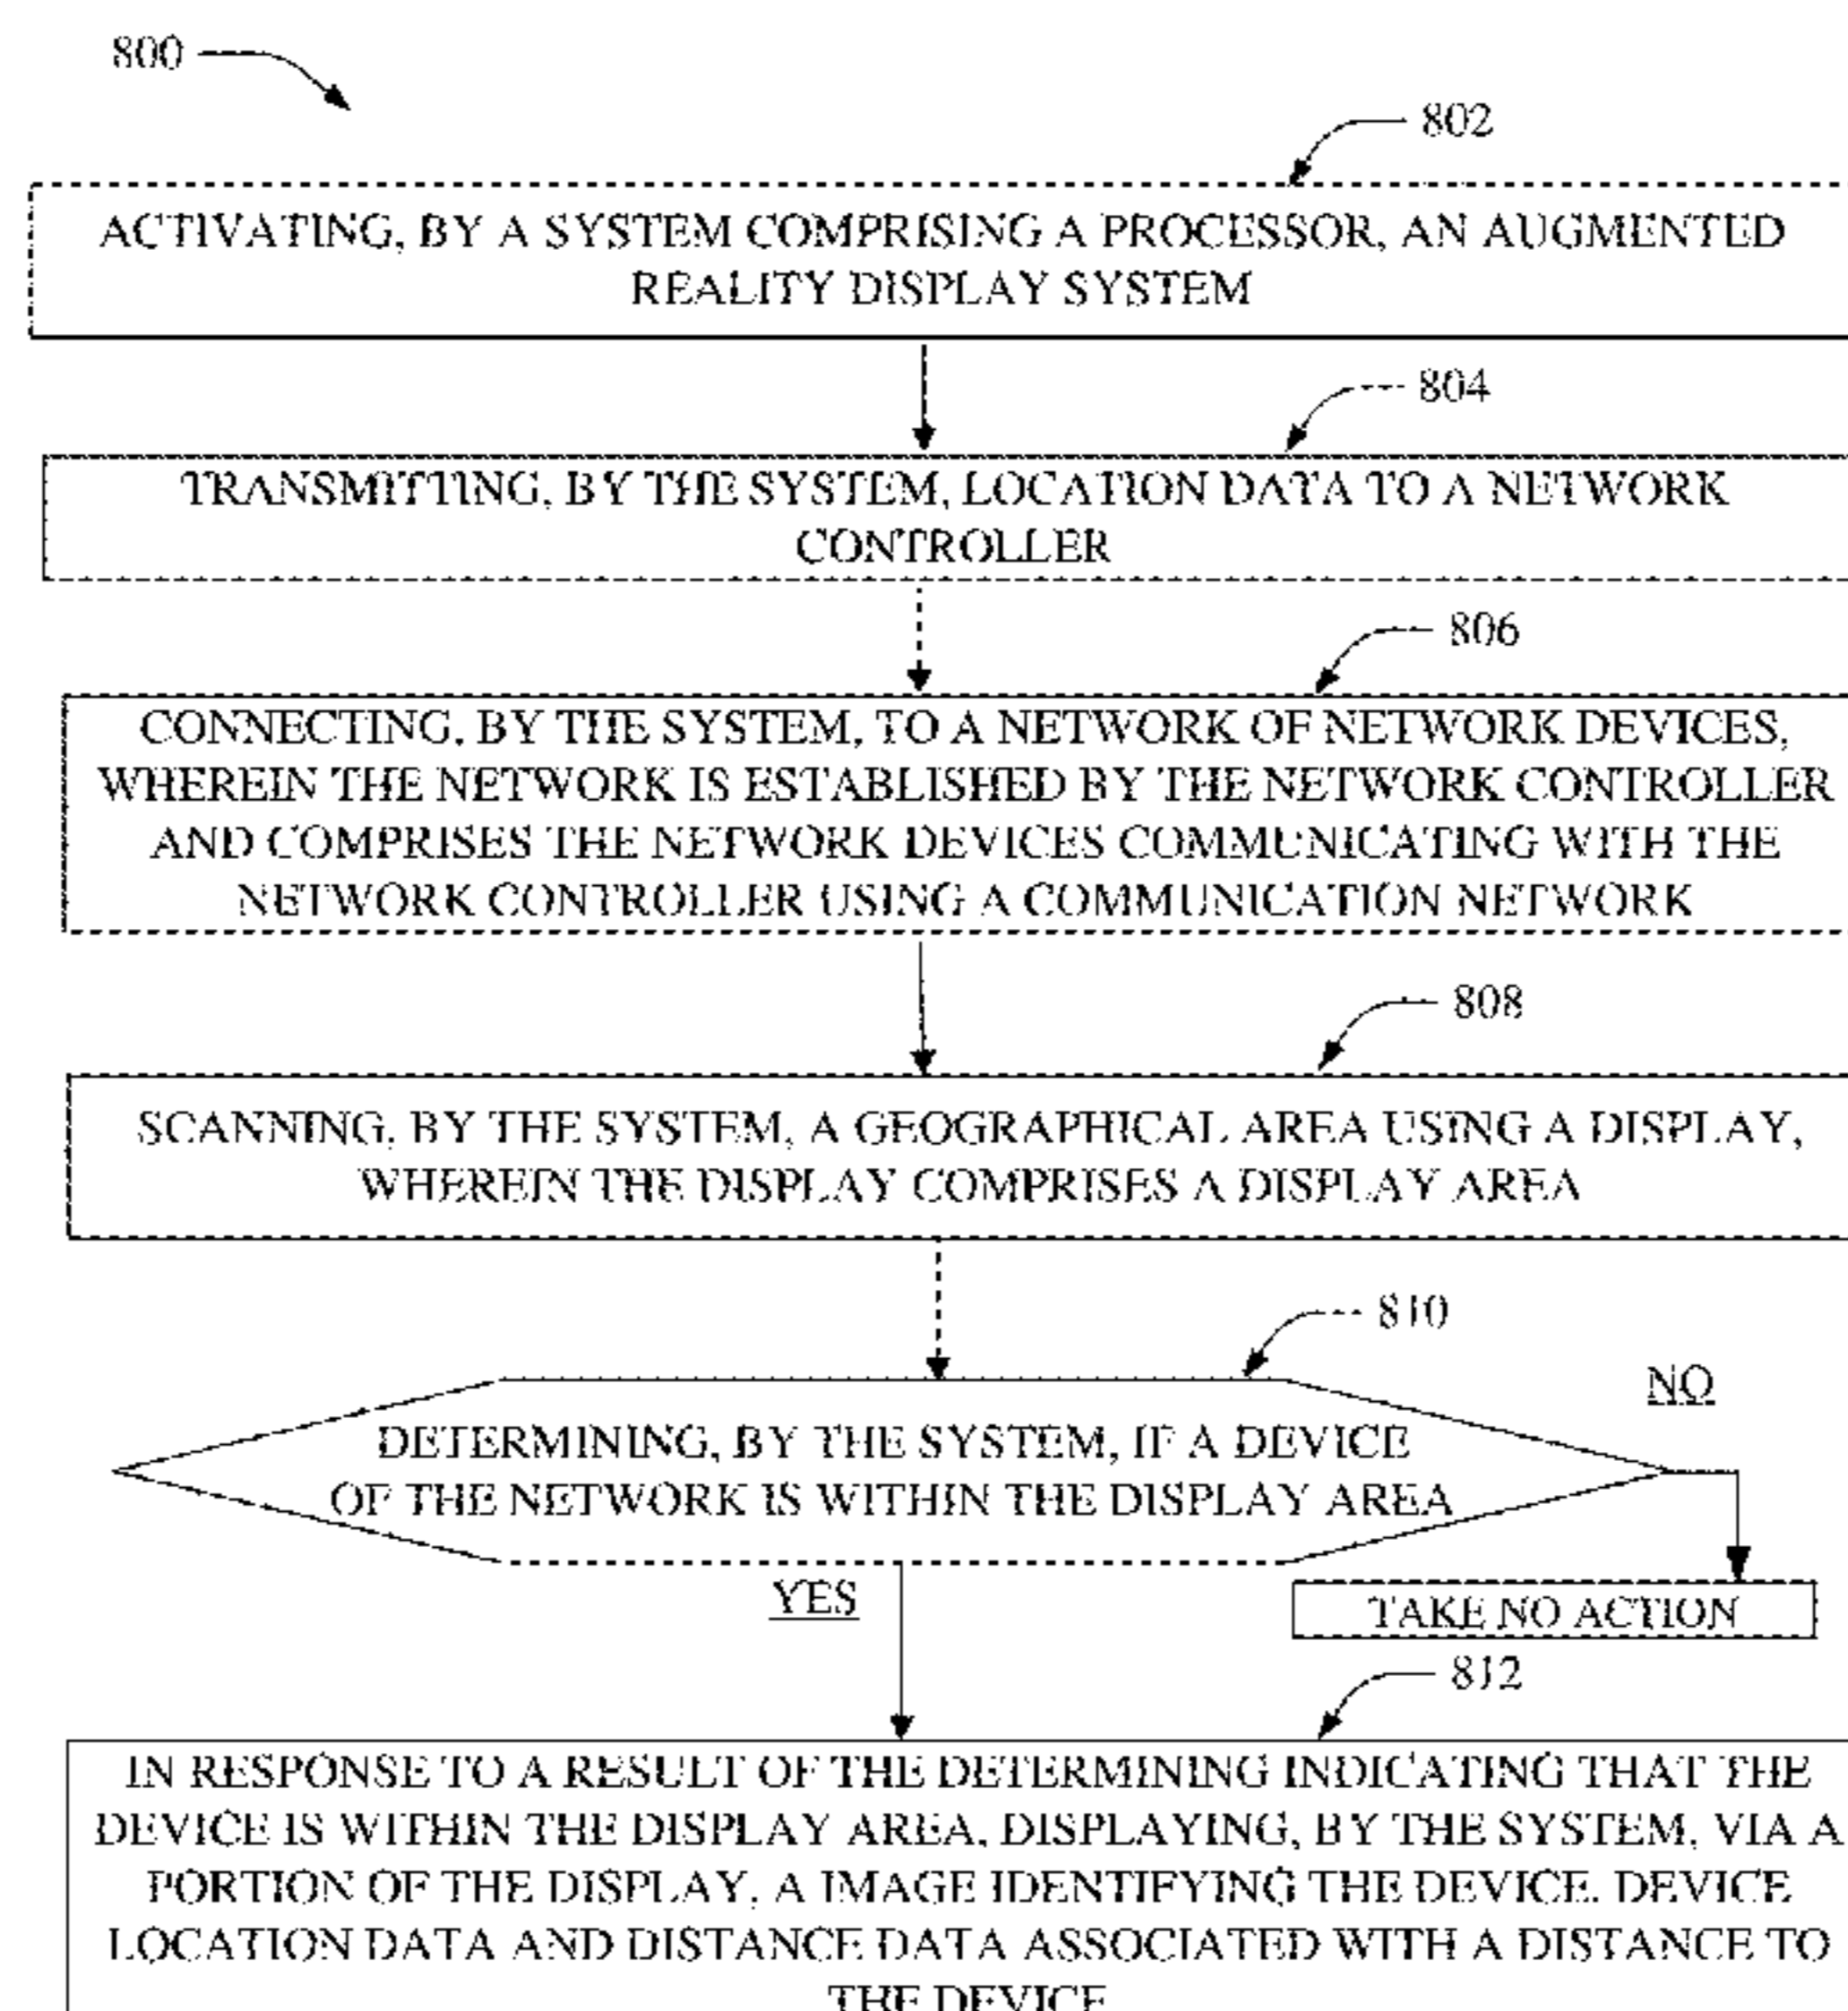 800
802
ACTIVATING, BY A SYSTEM COMPRISING A PROCESSOR, AN AUGMENTED
REALITY DISPLAY SYSTEM
804
TRANSMITTING, BY THE SYSTEM, LOCATION DATA TO A NETWORK
CONTROLLER
806
CONNECTING, BY THE SYSTEM, TO A NETWORK OF NETWORK DEVICES,
WHEREIN THE NETWORK IS ESTABLISHED BY THE NETWORK CONTROLLER
AND COMPRISES THE NETWORK DEVICES COMMUNICATING WITH THE
NETWORK CONTROLLER USING A COMMUNICATION NETWORK
808
SCANNING, BY THE SYSTEM, A GEOGRAPHICAL AREA USING A DISPLAY,
WHEREIN THE DISPLAY COMPRISES A DISPLAY AREA
810
NO
DETERMINING, BY THE SYSTEM, IF A DEVICE
OF THE NETWORK IS WITHIN THE DISPLAY AREA
YES
TAKE NO ACTION
812
IN RESPONSE TO A RESULT OF THE DETERMINING INDICATING THAT THE
DEVICE IS WITHIN THE DISPLAY AREA, DISPLAYING, BY THE SYSTEM, VIA A
PORTION OF THE DISPLAY, A IMAGE IDENTIFYING THE DEVICE, DEVICE
LOCATION DATA AND DISTANCE DATA ASSOCIATED WITH A DISTANCE TO
THE DEVICE